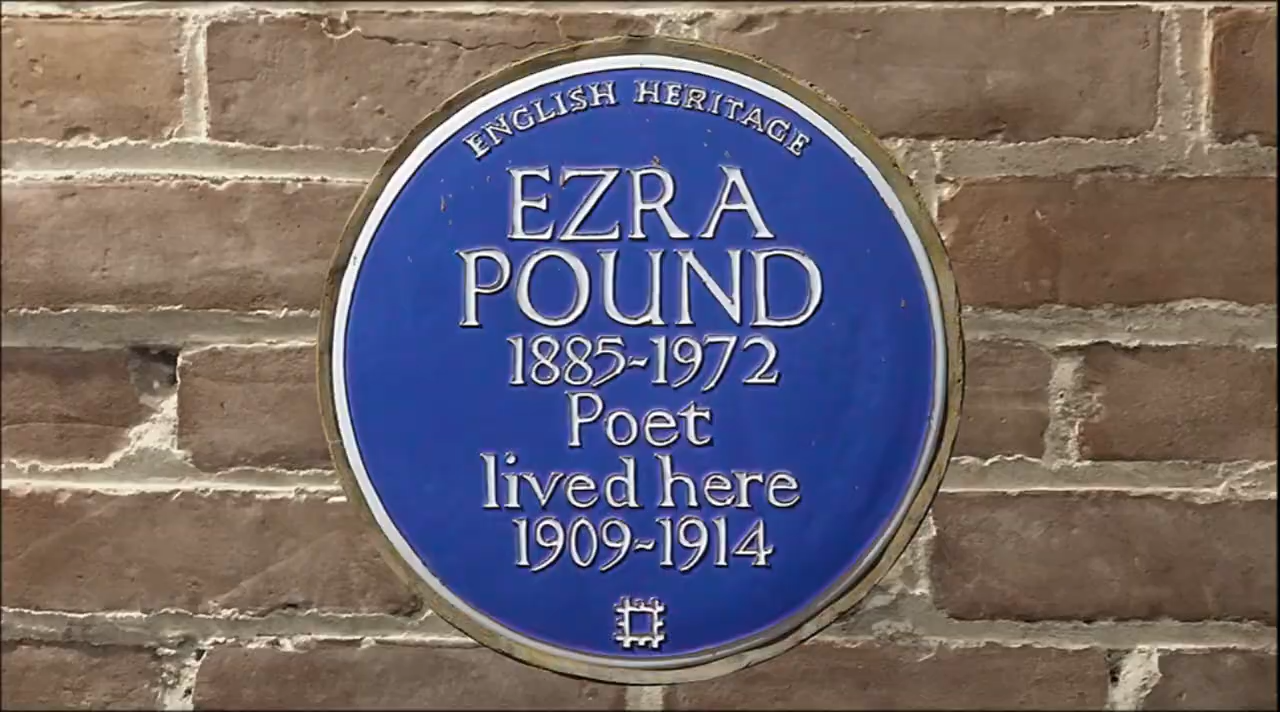 ENGLISH HERITAGE
EZRA
POUND
1885-1972
Poet
lived here
1909-1914